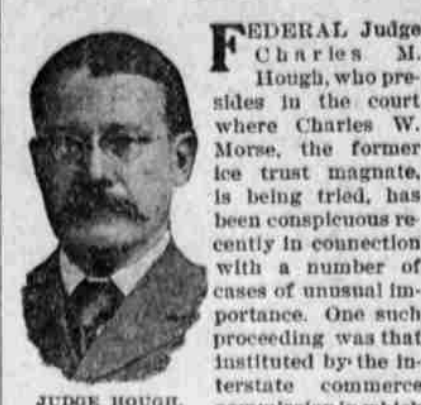 FEDERAL Judge
Charles M.
Hough, who pre-
sides in the court
where Charles W.
Morse, the former
ice trust magnate,
is being tried, has
been conspicuous re-
cently in connection
with a number of
cases of unusual im-
portance. One such
proceeding was that
instituted by the in-
terstate commerce
JUDGE HOUGH.